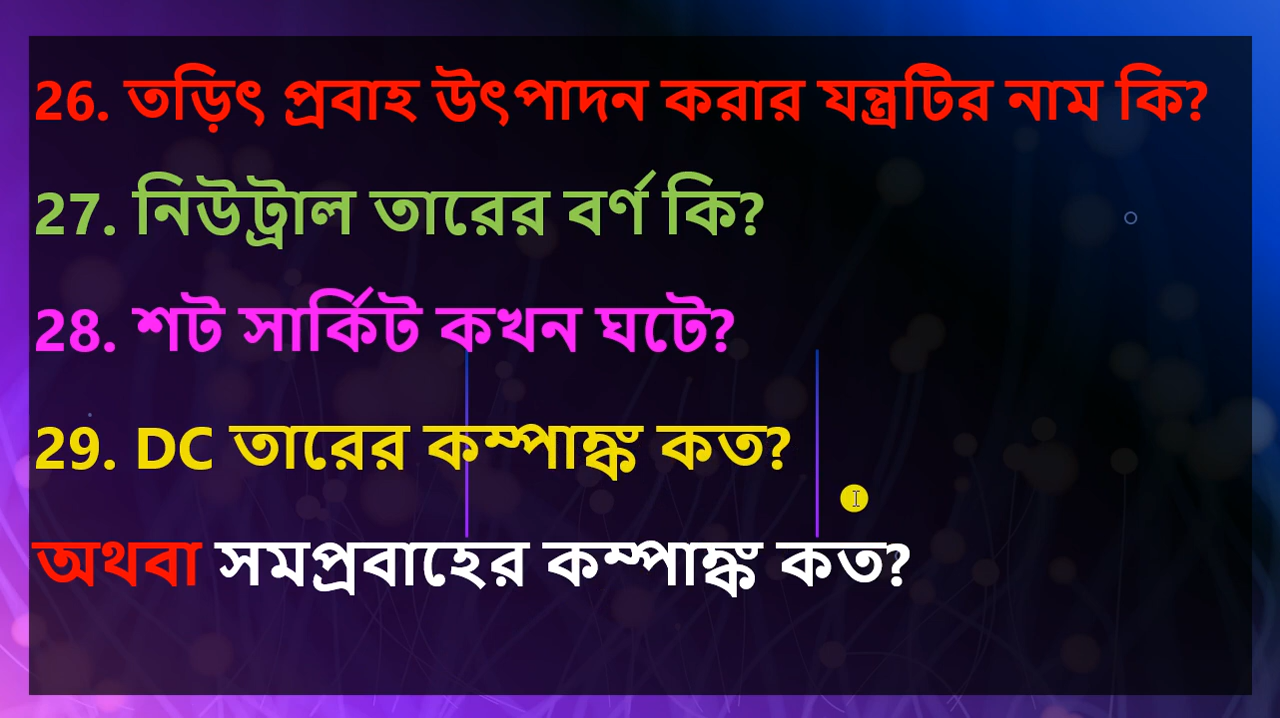 26. তড়িৎ প্রবাহ উৎপাদন করার যন্ত্রটির নাম কি?
27. নিউট্রাল তারের বর্ণ কি?
28. শট সার্কিট কখন ঘটে?
29. DC তারের কম্পাঙ্ক কত?
অথবা সমপ্রবাহের কম্পাঙ্ক কত?